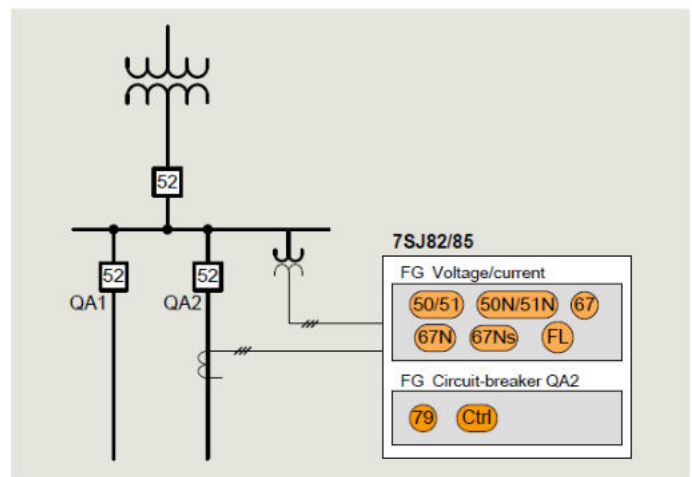 52
7SJ82/85
52
52
QA1
QA2
FG Voltage/current
50/51 50N/51N 67
67N 67Ns FL
FG Circuit-breaker QA2
79 Ctrl